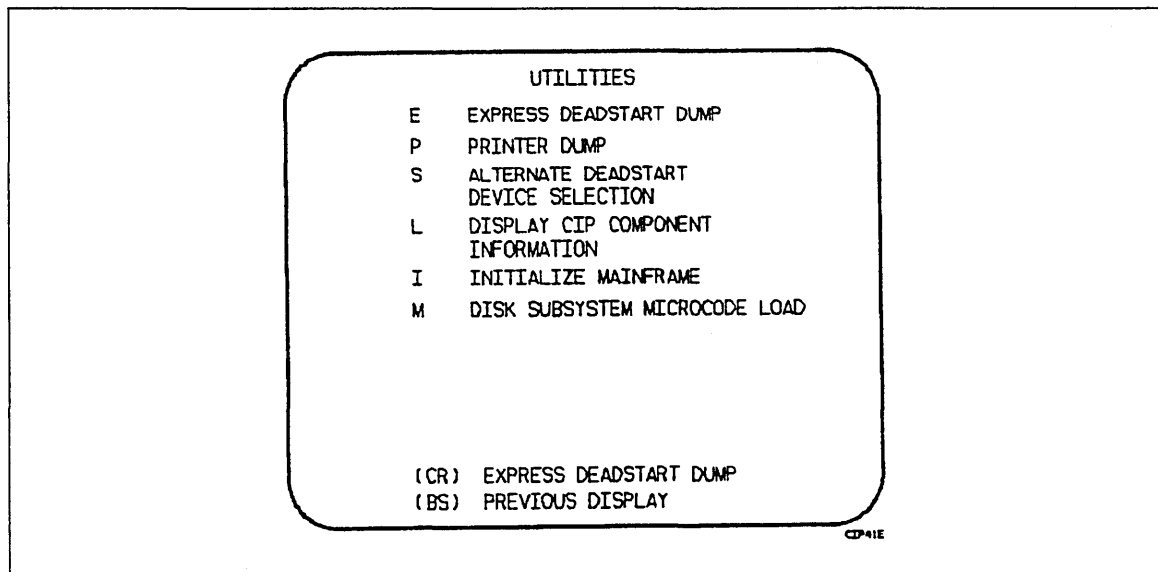 UTILITIES
E EXPRESS DEADSTART DUMP
P PRINTER DUMP
S ALTERNATE DEADSTART
DEVICE SELECTION
L DISPLAY CIP COMPONENT
INFORMATION
I INITIALIZE MAINFRAME
M DISK SUBSYSTEM MICROCODE LOAD
(CR) EXPRESS DEADSTART DUMP
(BS) PREVIOUS DISPLAY
CIP41E